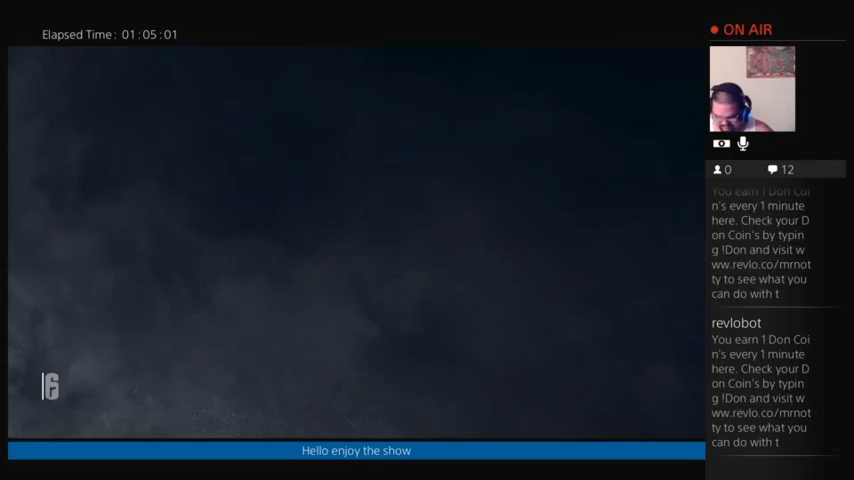 Elapsed Time: 01:05:01
ON AIR
0 12
You earn 1 Don Coi
n's every 1 minute
here. Check your D
on Coin's by typin
g !Don and visit w
ww.revlo.co/mrnot
ty to see what you
can do with t
revlobot
You earn 1 Don Coi
n's every 1 minute
here. Check your D
on Coin's by typin
g !Don and visit w
ww.revlo.co/mrnot
ty to see what you
can do with t
6
Hello enjoy the show